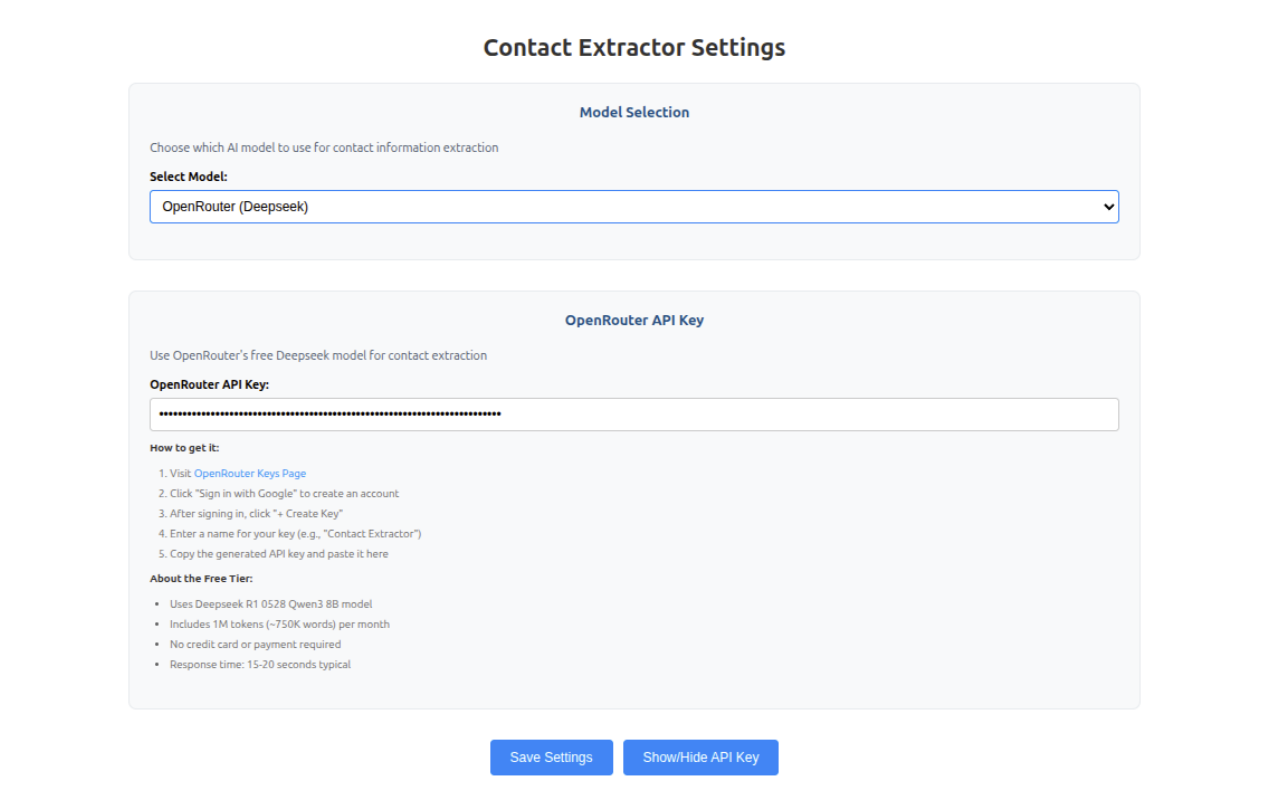 Contact Extractor Settings
Model Selection
Choose which AI model to use for contact information extraction
Select Model:
OpenRouter (Deepseek)
OpenRouter API Key
Use OpenRouter's free Deepseek model for contact extraction
OpenRouter API Key:
How to get it:
1. Visit OpenRouter Keys Page
2. Click "Sign in with Google" to create an account
3. After signing in, click "+ Create Key"
4. Enter a name for your key (e.g., "Contact Extractor")
5. Copy the generated API key and paste it here
About the Free Tier:
• Uses Deepseek R1 0528 Qwen3 8B model
• Includes 1M tokens (~750K words) per month
• No credit card or payment required
• Response time: 15-20 seconds typical
Save Settings Show/Hide API Key